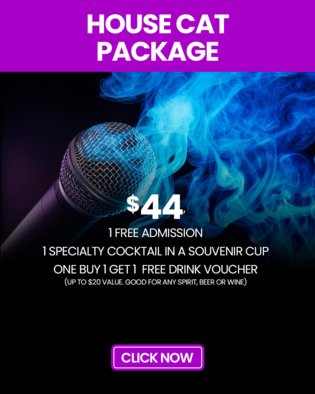 HOUSE CAT
PACKAGE
$44
1 FREE ADMISSION
1 SPECIALTY COCKTAIL IN A SOUVENIR CUP
ONE BUY 1 GET 1 FREE DRINK VOUCHER
(UP TO $20 VALUE. GOOD FOR ANY SPIRIT, BEER OR WINE)
CLICK NOW